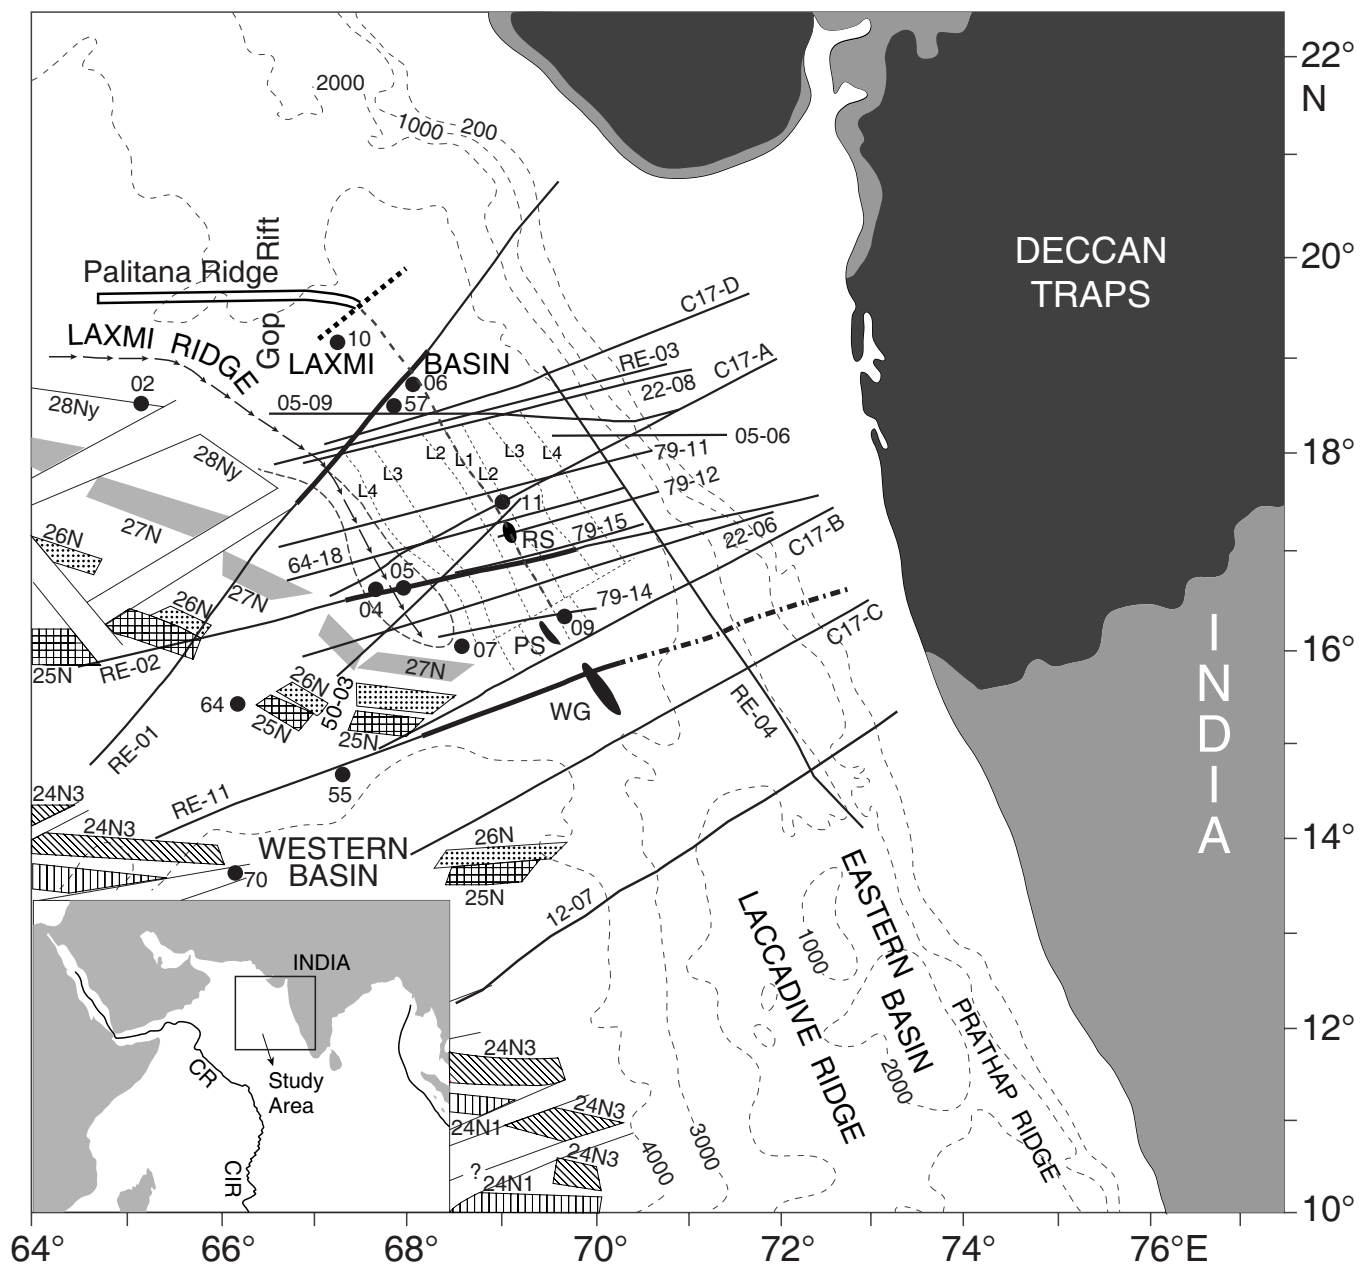 22°
N
2000
1000
200
20°
DECCAN
TRAPS
Gop Rift
Palitana Ridge
C17-D
LAXMI RIDGE
10
LAXMI BASIN
RE-03
C17-A
02
06
22-08
28Ny
05-09
57
05-06
18°
28Ny
L2
L1
L3
L4
79-11
L3
L2
L4
79-12
11
27N
26N
RS
79-15
22-06
C17-B
64-18
05
27N
26N
04
79-14
09
07
PS
C17-C
16°
25N
RE-02
27N
26N
50-03
64
25N
25N
WG
RE-04
RE-01
INDIA
RE-11
55
24N3
24N3
14°
WESTERN
BASIN
26N
70
25N
12-07
EASTERN BASIN
LACCADIVE RIDGE
1000
INDIA
PRATHAP RIDGE
12°
CR
Study
Area
24N3
2000
24N3
24N1
24N3
4000
3000
?
24N1
CIR
10°
64°
66°
68°
70°
72°
74°
76°E